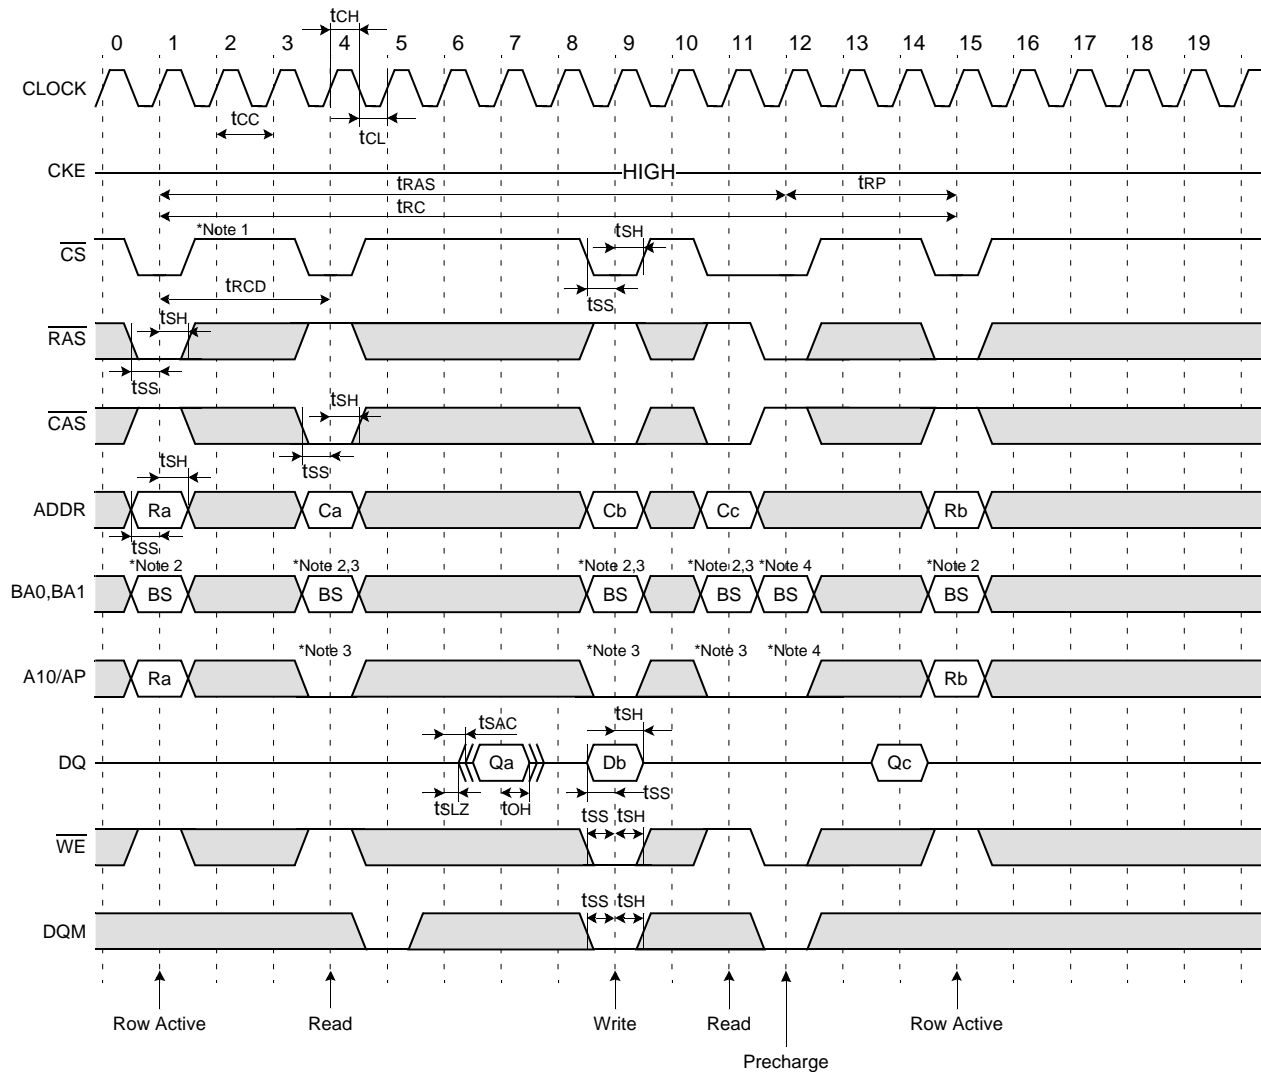 tCH
0 1 2 3 4 5 6 7 8 9 10 11 12 13 14 15 16 17 18 19
CLOCK
tCC
tCL
CKE
HIGH
tRAS
tRP
tRC
*Note 1
tSH
CS
tRCD
tSS
tSH
RAS
tSS
tSH
CAS
tSH
tSS
ADDR
Ra Ca Cb Cc Rb
tSS
*Note 2 *Note 2,3 *Note 2,3 *Note 2,3 *Note 4 *Note 2
BA0,BA1
BS BS BS BS BS BS
*Note 3 *Note 3 *Note 3 *Note 4
A10/AP
Ra Rb
tSH
tSAC
DQ
Qa Db Qc
tSLZ tOH tSS
tSS tSH
WE
tSS tSH
DQM
Row Active Read Write Read Row Active
Precharge